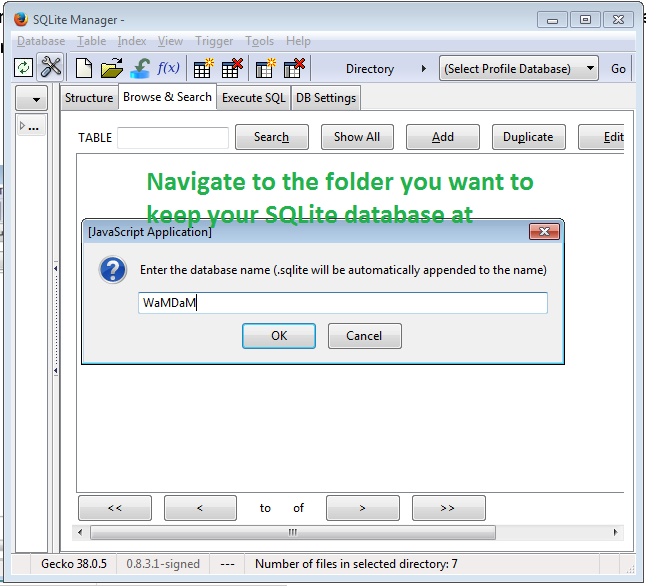 SQLite Manager -
Database Table Index View Trigger Tools Help
f(x) Directory (Select Profile Database) Go
Structure Browse & Search Execute SQL DB Settings
...
TABLE Search Show All Add Duplicate Edit
Navigate to the folder you want to
keep your SQLite database at
[JavaScript Application]
Enter the database name (.sqlite will be automatically appended to the name)
WaMDaM
OK Cancel
<< < to of > >>
Gecko 38.0.5 0.8.3.1-signed --- Number of files in selected directory: 7